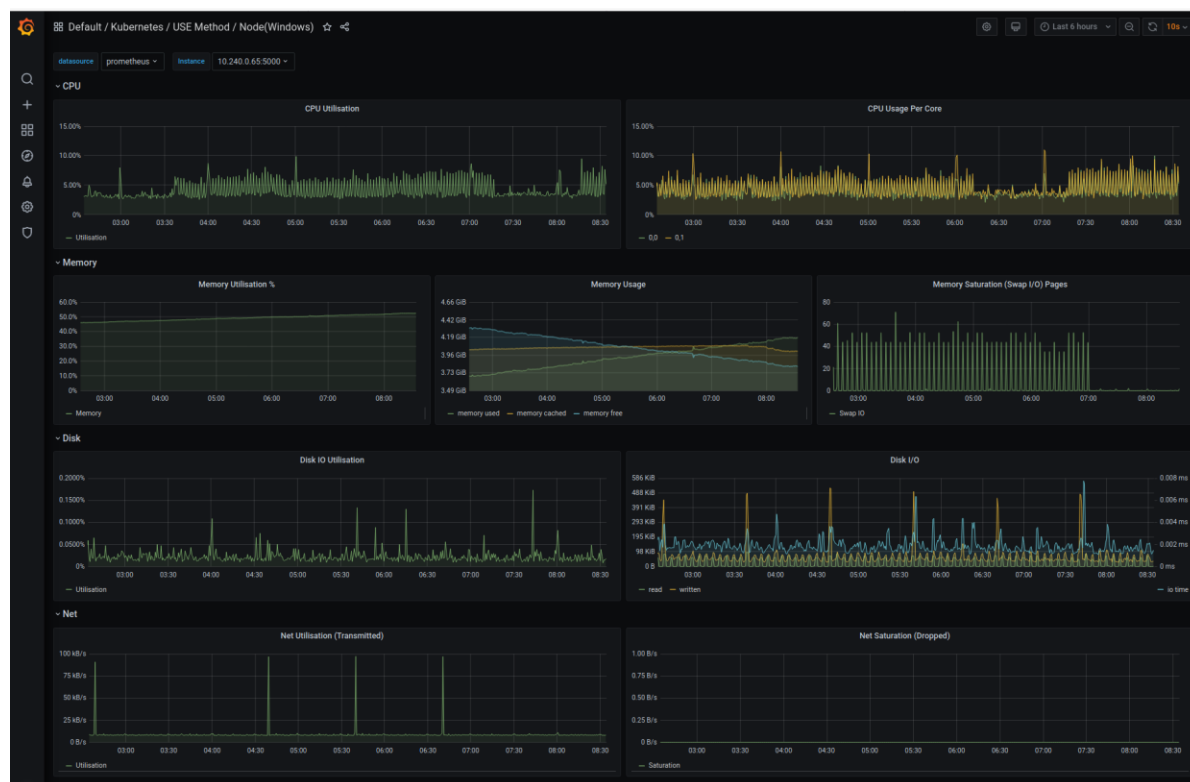 Default / Kubernetes / USE Method / Node(Windows)
Last 6 hours
10s
datasource prometheus Instance 10.240.0.65:5000
CPU
CPU Utilisation
15.00%
10.00%
5.00%
0%
03:00 03:30 04:00 04:30 05:00 05:30 06:00 06:30 07:00 07:30 08:00 08:30
Utilisation
CPU Usage Per Core
15.00%
10.00%
5.00%
0%
03:00 03:30 04:00 04:30 05:00 05:30 06:00 06:30 07:00 07:30 08:00 08:30
0,0 0,1
Memory
Memory Utilisation %
60.0%
50.0%
40.0%
30.0%
20.0%
10.0%
0%
03:00 04:00 05:00 06:00 07:00 08:00
Memory
Memory Usage
4.66 GiB
4.42 GiB
4.19 GiB
3.96 GiB
3.73 GiB
3.49 GiB
03:00 04:00 05:00 06:00 07:00 08:00
memory used memory cached memory free
Memory Saturation (Swap I/O) Pages
80
60
40
20
0
03:00 04:00 05:00 06:00 07:00 08:00
Swap IO
Disk
Disk IO Utilisation
0.2000%
0.1500%
0.1000%
0.0500%
0%
03:00 03:30 04:00 04:30 05:00 05:30 06:00 06:30 07:00 07:30 08:00 08:30
Utilisation
Disk I/O
586 KiB 0.008 ms
488 KiB 0.006 ms
391 KiB
293 KiB 0.004 ms
195 KiB 0.002 ms
98 KiB
0 B 0 ms
03:00 03:30 04:00 04:30 05:00 05:30 06:00 06:30 07:00 07:30 08:00 08:30
read written io time
Net
Net Utilisation (Transmitted)
100 kB/s
75 kB/s
50 kB/s
25 kB/s
0 B/s
03:00 03:30 04:00 04:30 05:00 05:30 06:00 06:30 07:00 07:30 08:00 08:30
Utilisation
Net Saturation (Dropped)
1.00 B/s
0.75 B/s
0.50 B/s
0.25 B/s
0 B/s
03:00 03:30 04:00 04:30 05:00 05:30 06:00 06:30 07:00 07:30 08:00 08:30
Saturation